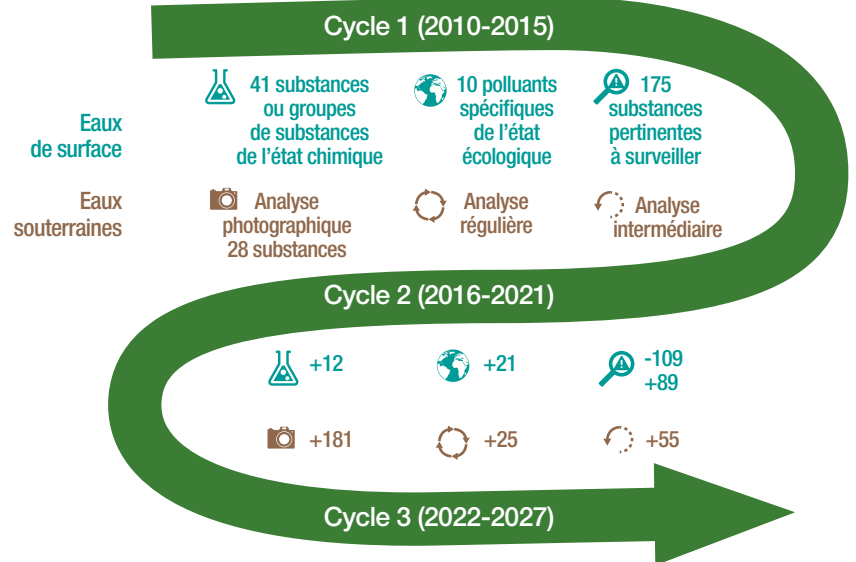 Cycle 1 (2010-2015)
Eaux
de surface
41 substances
ou groupes
de substances
de l'état chimique
10 polluants
spécifiques
de l'état
écologique
175
substances
pertinentes
à surveiller
Eaux
souterraines
Analyse
photographique
28 substances
Analyse
régulière
Analyse
intermédiaire
Cycle 2 (2016-2021)
+12
+21
-109
+89
+181
+25
+55
Cycle 3 (2022-2027)